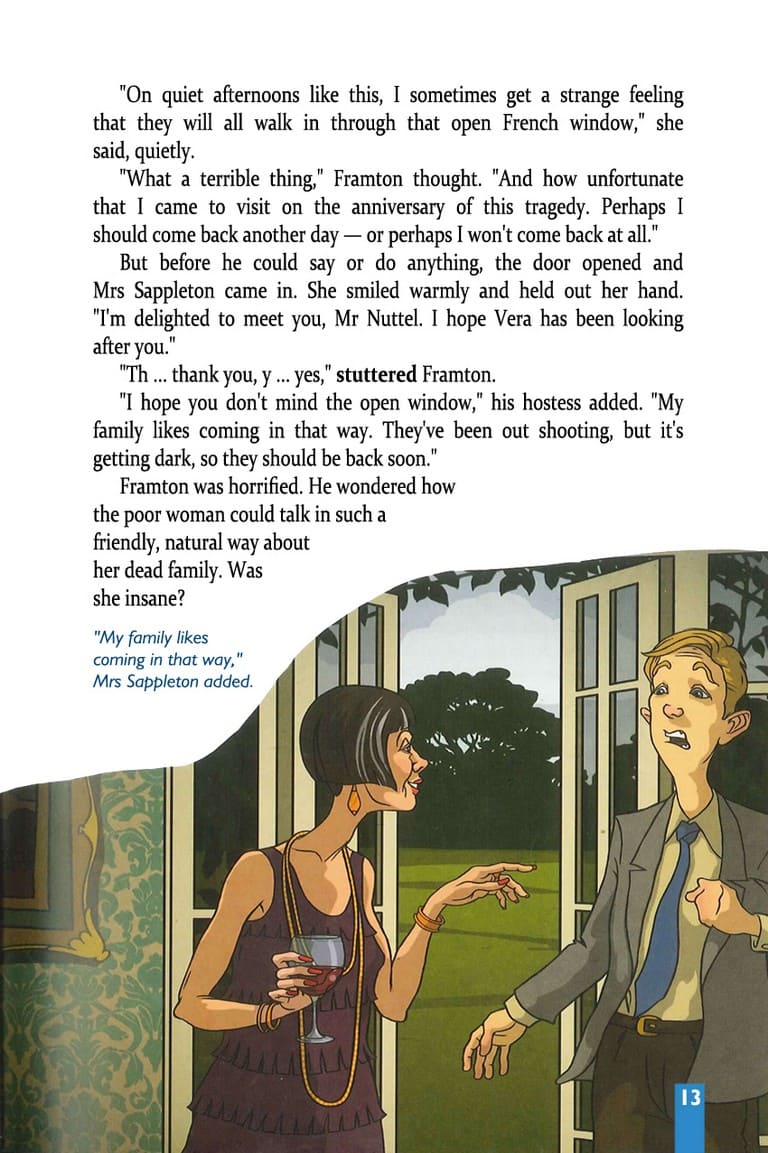 "On quiet afternoons like this, I sometimes get a strange feeling
that they will all walk in through that open French window," she
said, quietly.
"What a terrible thing," Framton thought. "And how unfortunate
that I came to visit on the anniversary of this tragedy. Perhaps I
should come back another day — or perhaps I won't come back at all."
But before he could say or do anything, the door opened and
Mrs Sappleton came in. She smiled warmly and held out her hand.
"I'm delighted to meet you, Mr Nuttel. I hope Vera has been looking
after you."
"Th ... thank you, y ... yes," stuttered Framton.
"I hope you don't mind the open window," his hostess added. "My
family likes coming in that way. They've been out shooting, but it's
getting dark, so they should be back soon."
Framton was horrified. He wondered how
the poor woman could talk in such a
friendly, natural way about
her dead family. Was
she insane?
"My family likes
coming in that way,"
Mrs Sappleton added.
13